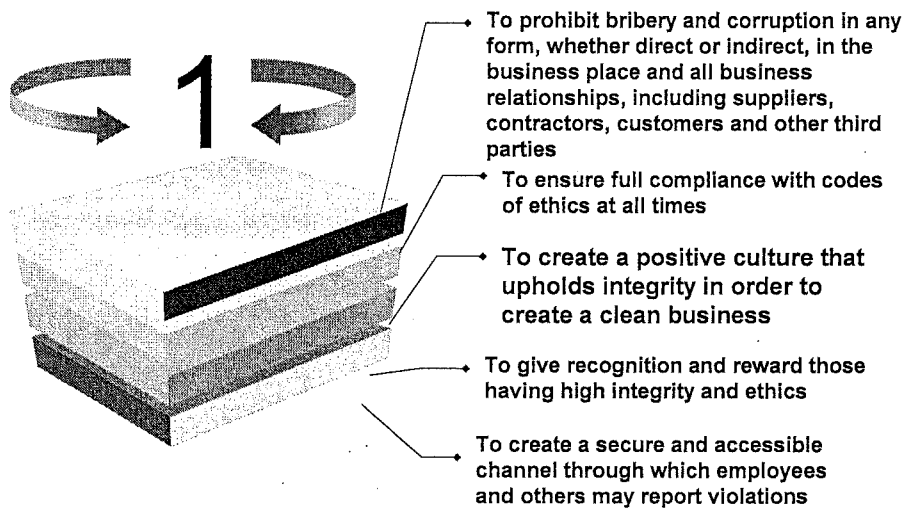 1
To prohibit bribery and corruption in any
form, whether direct or indirect, in the
business place and all business
relationships, including suppliers,
contractors, customers and other third
parties
To ensure full compliance with codes
of ethics at all times
To create a positive culture that
upholds integrity in order to
create a clean business
To give recognition and reward those
having high integrity and ethics
To create a secure and accessible
channel through which employees
and others may report violations